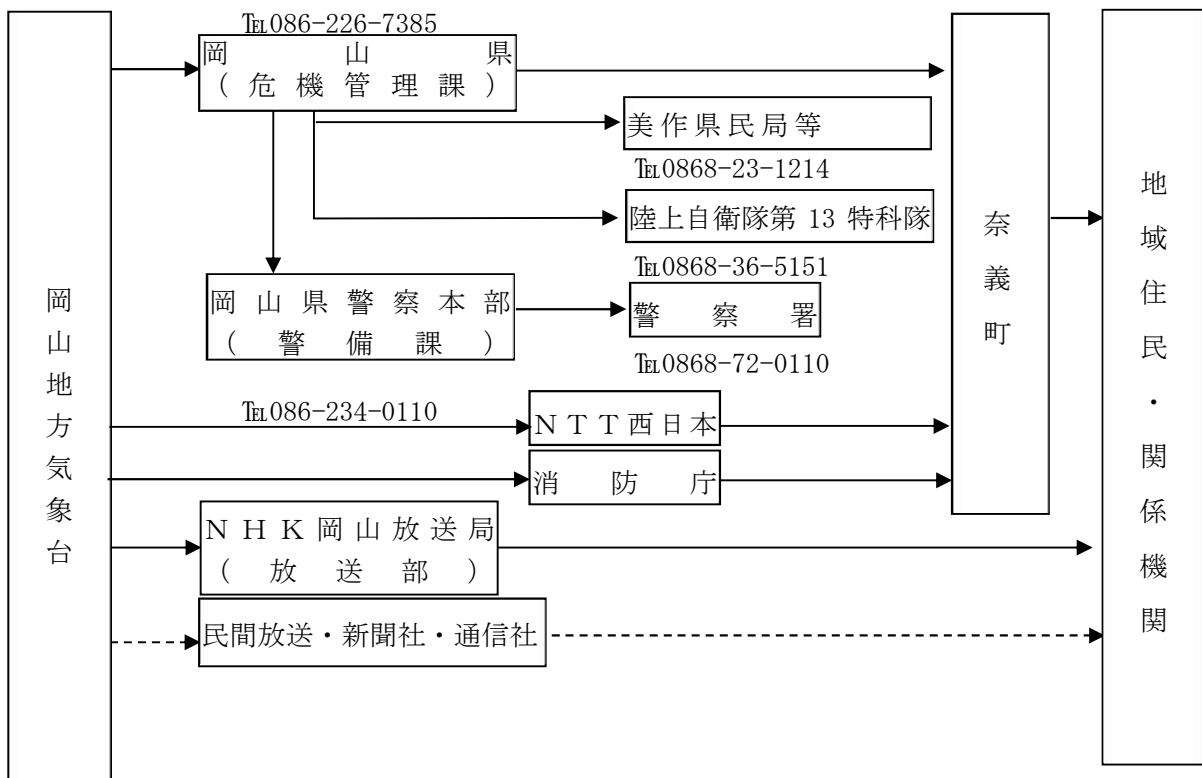 ℡086-226-7385
岡山県
(危機管理課)
美作県民局等
℡0868-23-1214
陸上自衛隊第 13 特科隊
℡0868-36-5151
岡山県警察本部
(警備課)
警察署
℡0868-72-0110
℡086-234-0110
NTT西日本
消防庁
NHK岡山放送局
(放送部)
民間放送・新聞社・通信社
岡山地方気象台
奈義町
地域住民・関係機関